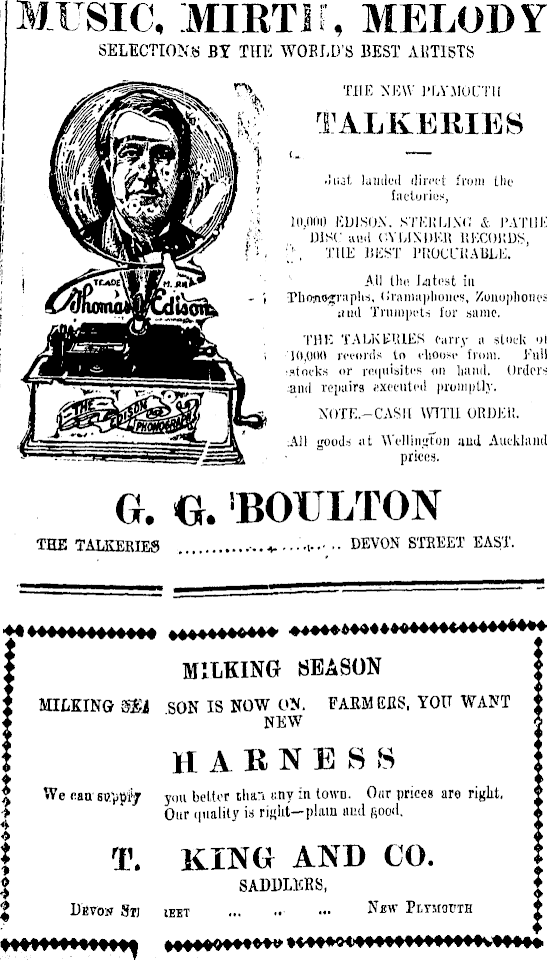 MUSIC, MIRTH, MELODY
SELECTIONS BY THE WORLD'S BEST ARTISTS
THE NEW PLYMOUTH
TALKERIES
Just landed direct from the
factories,
10,000 EDISON, STERLING & PATHE
DISC and CYLINDER RECORDS,
THE BEST PROCURABLE.
All the Latest in
Phonographs, Gramaphones, Zonophones
and Trumpets for same.
THE TALKERIES carry a stock of
10,000 records to choose from. Full
stocks or requisites on hand. Orders
and repairs executed promptly.
NOTE.—CASH WITH ORDER.
All goods at Wellington and Auckland
prices.
TRADE MARK
Thomas Edison
THE EDISON PHONOGRAPH
G. G. BOULTON
THE TALKERIES .................... DEVON STREET EAST.
MILKING SEASON
MILKING SEASON IS NOW ON. FARMERS, YOU WANT
NEW
HARNESS
We can supply you better than any in town. Our prices are right.
Our quality is right—plain and good.
T. KING AND CO.
SADDLERS,
DEVON STREET ... .. ... NEW PLYMOUTH